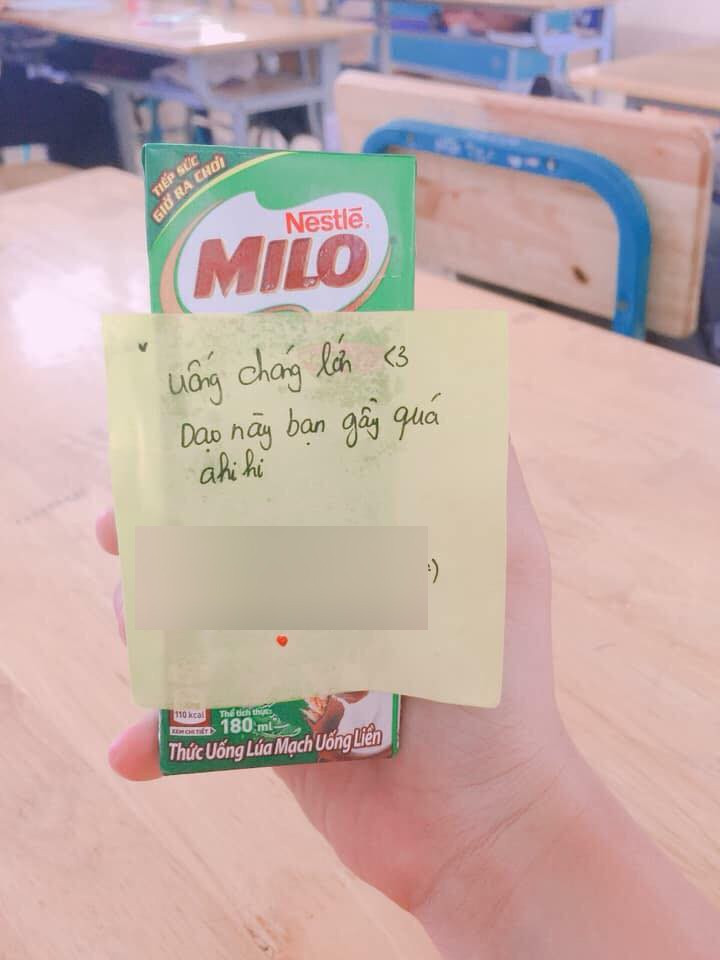 TIẾP SỨC
GIỜ RA CHƠI
Nestlé.
MILO
uống chóng lớn <3
Dạo này bạn gầy quá
ahihi
110 kcal
XEM CHI TIẾT
Thể tích thực:
180 ml
Thức Uống Lúa Mạch Uống Liền